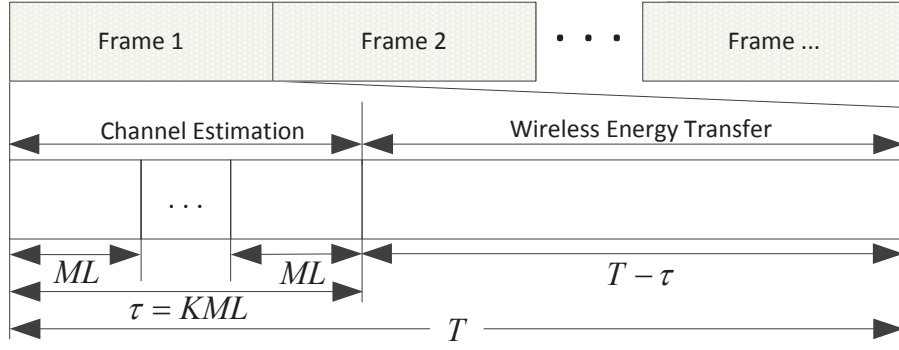 Frame 1 Frame 2 . . . Frame ...
Channel Estimation Wireless Energy Transfer
. . .
ML ML T − τ
τ = KML
T